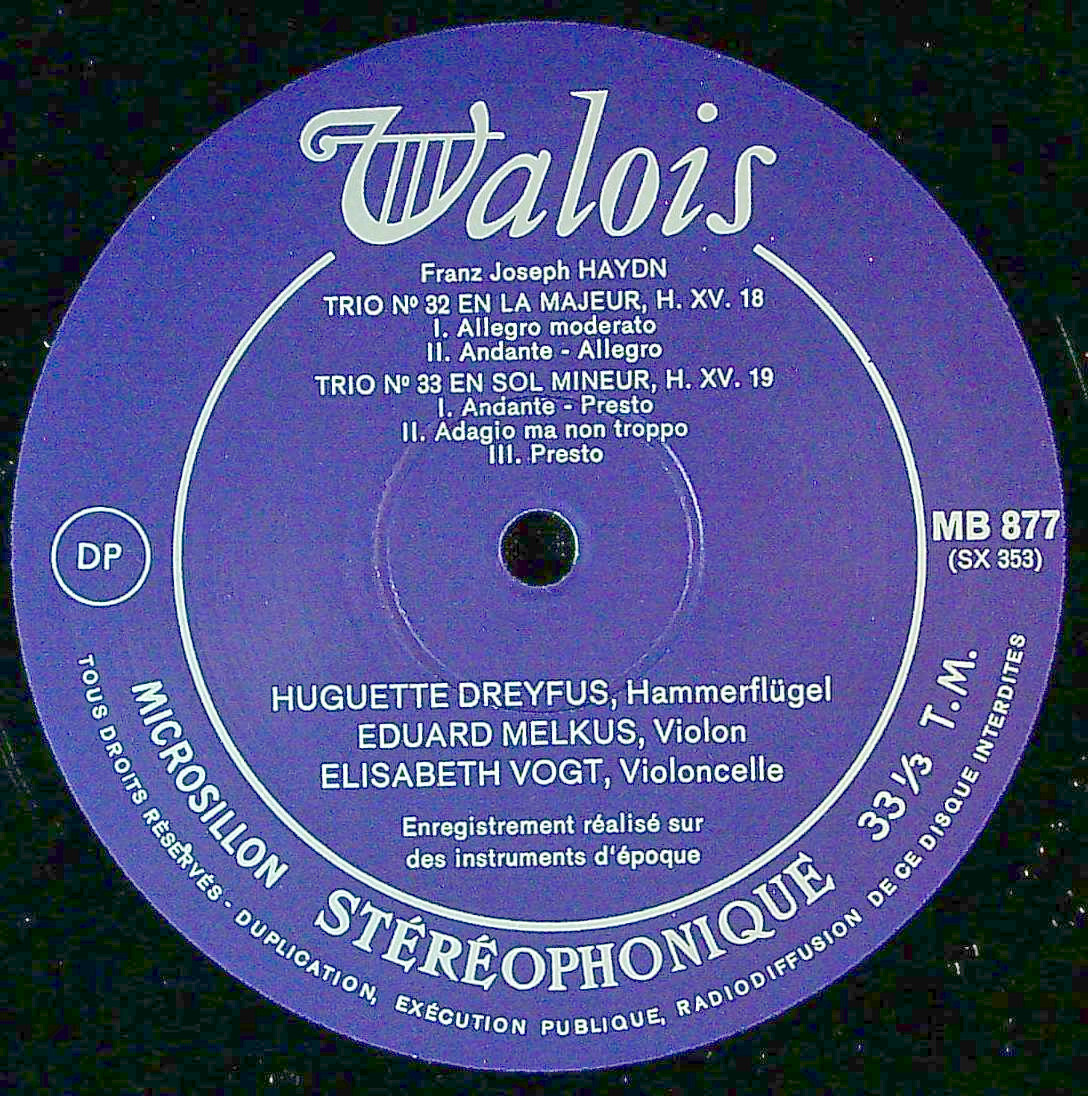 Valois
Franz Joseph HAYDN
TRIO Nº 32 EN LA MAJEUR, H. XV. 18
I. Allegro moderato
II. Andante - Allegro
TRIO Nº 33 EN SOL MINEUR, H. XV. 19
I. Andante - Presto
II. Adagio ma non troppo
III. Presto
DP
MB 877
(SX 353)
HUGUETTE DREYFUS, Hammerflügel
EDUARD MELKUS, Violon
ELISABETH VOGT, Violoncelle
Enregistrement réalisé sur
des instruments d'époque
MICROSILLON STÉRÉOPHONIQUE 33 1/3 T.M.
TOUS DROITS RÉSERVÉS - DUPLICATION, EXÉCUTION PUBLIQUE, RADIODIFFUSION DE CE DISQUE INTERDITES